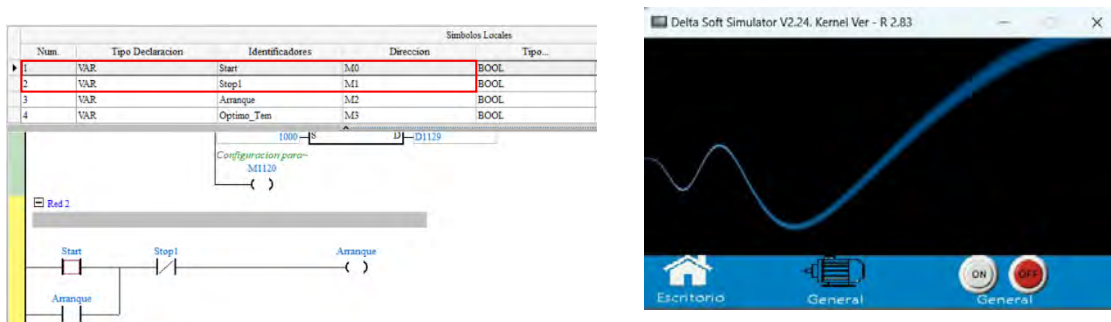 Simbolos Locales
Num. Tipo Declaracion Identificadores Direccion Tipo...
1 VAR Start M0 BOOL
2 VAR Stop1 M1 BOOL
3 VAR Arranque M2 BOOL
4 VAR Optimo_Tem M3 BOOL
1000 S D D1129
Configuracion para~
M1120
Red 2
Start Stop1 Arranque
Arranque
Delta Soft Simulator V2.24. Kernel Ver - R 2.83
ON OFF
Escritorio General General